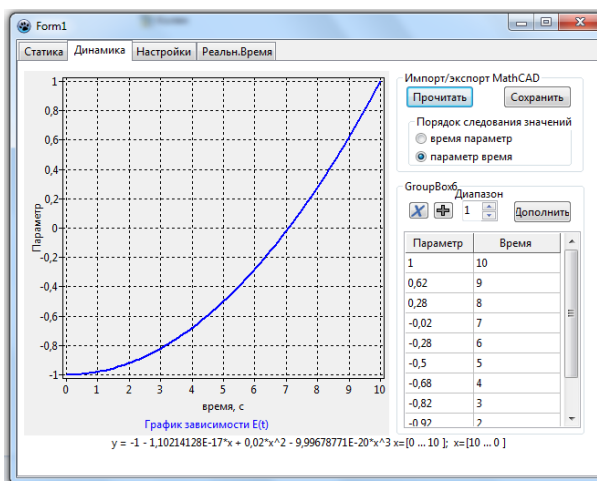 Form1
Статика Динамика Настройки Реальн.Время
Импорт/экспорт MathCAD
Прочитать Сохранить
Порядок следования значений
время параметр
параметр время
GroupBox6
Диапазон
1 Дополнить
Параметр Время
1 10
0,62 9
0,28 8
-0,02 7
-0,28 6
-0,5 5
-0,68 4
-0,82 3
-0,92 2
1
0,8
0,6
0,4
0,2
0
-0,2
-0,4
-0,6
-0,8
-1
Параметр
0 1 2 3 4 5 6 7 8 9 10
время, с
График зависимости E(t)
y = -1 - 1,10214128E-17*x + 0,02*x^2 - 9,99678771E-20*x^3 x=[0 ... 10 ]; x=[10 ... 0 ]